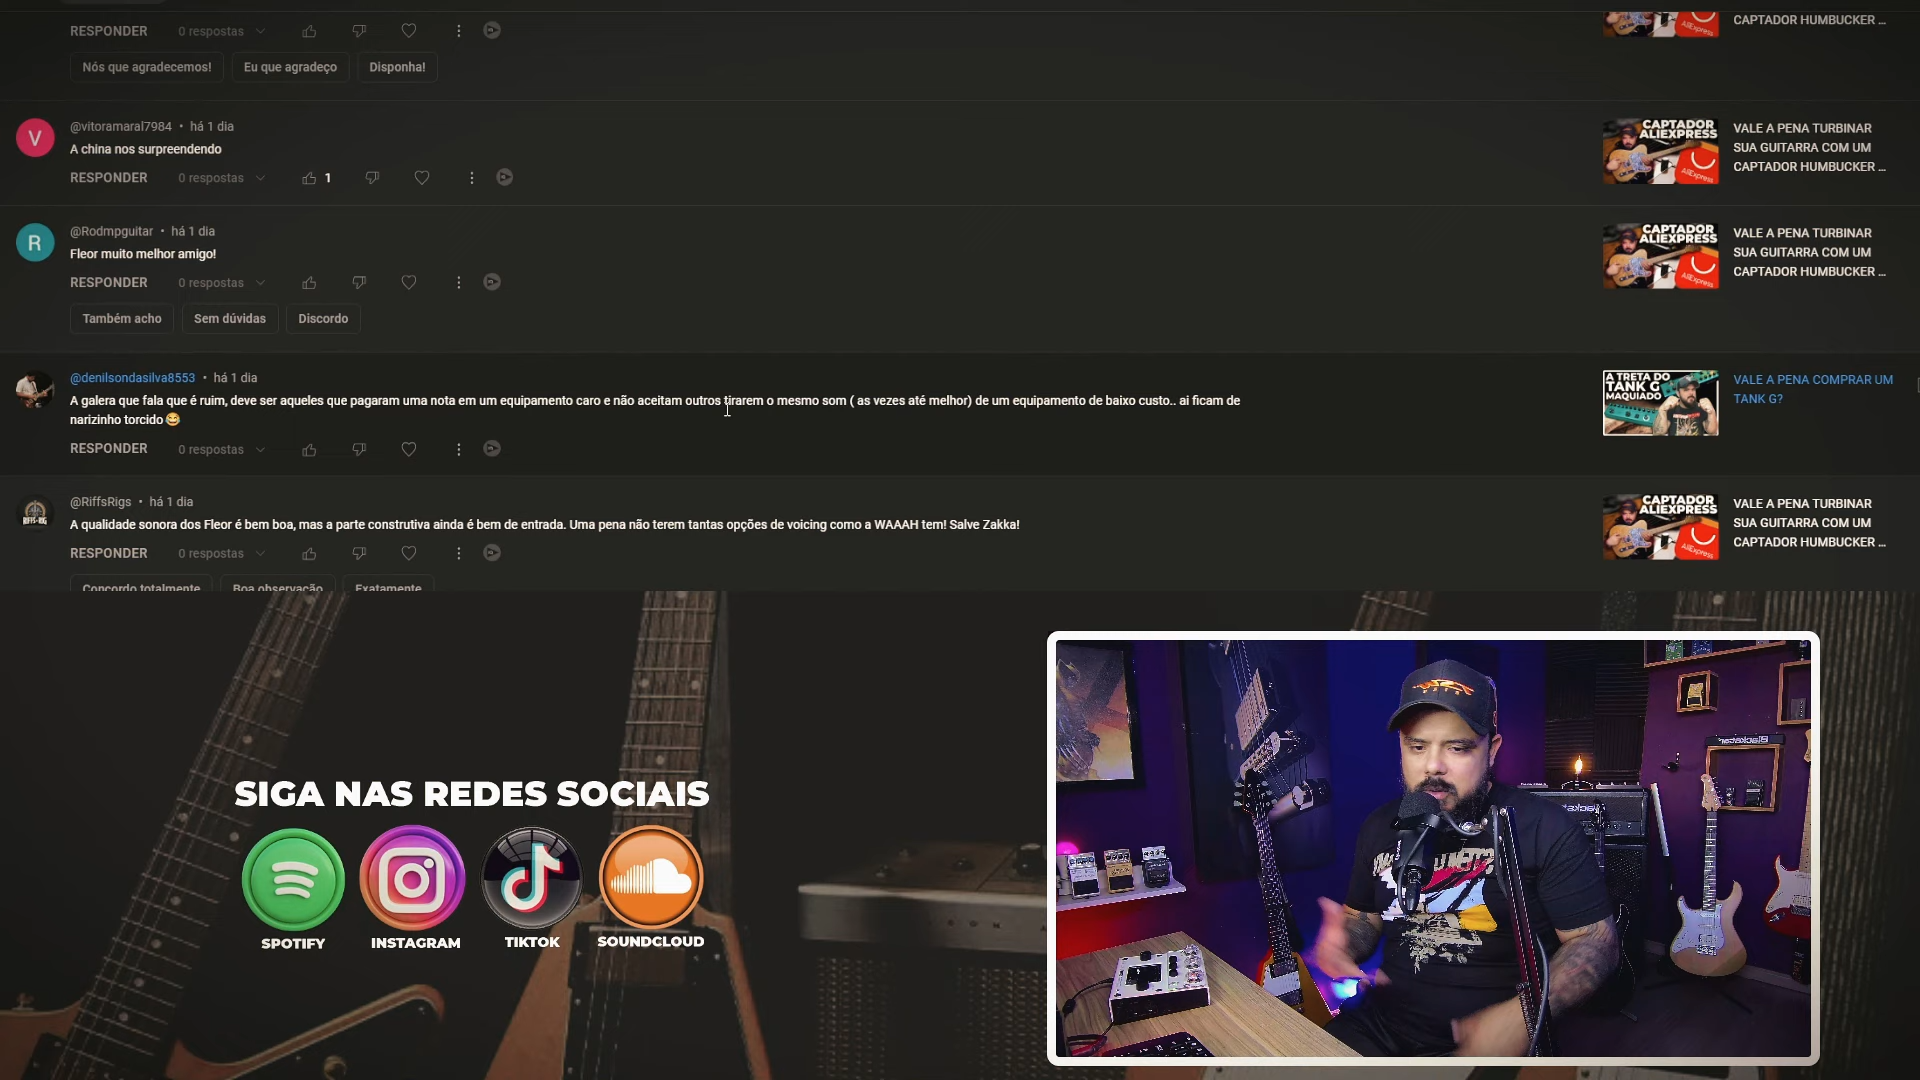 RESPONDER 0 respostas
CAPTADOR HUMBUCKER ...
Nós que agradecemos! Eu que agradeço Disponha!
V
@vitoramaral7984 • há 1 dia
A china nos surpreendendo
RESPONDER 0 respostas 1
CAPTADOR
ALIEXPRESS
AliExpress
VALE A PENA TURBINAR
SUA GUITARRA COM UM
CAPTADOR HUMBUCKER ...
R
@Rodmpguitar • há 1 dia
Fleor muito melhor amigo!
RESPONDER 0 respostas
Também acho Sem dúvidas Discordo
CAPTADOR
ALIEXPRESS
AliExpress
VALE A PENA TURBINAR
SUA GUITARRA COM UM
CAPTADOR HUMBUCKER ...
@denilsondasilva8553 • há 1 dia
A galera que fala que é ruim, deve ser aqueles que pagaram uma nota em um equipamento caro e não aceitam outros tirarem o mesmo som ( as vezes até melhor) de um equipamento de baixo custo.. ai ficam de
narizinho torcido 😂
RESPONDER 0 respostas
A TRETA DO
TANK G
MAQUIADO
VALE A PENA COMPRAR UM
TANK G?
@RiffsRigs • há 1 dia
A qualidade sonora dos Fleor é bem boa, mas a parte construtiva ainda é bem de entrada. Uma pena não terem tantas opções de voicing como a WAAAH tem! Salve Zakka!
RESPONDER 0 respostas
Concordo totalmente Boa observação Exatamente
CAPTADOR
ALIEXPRESS
AliExpress
VALE A PENA TURBINAR
SUA GUITARRA COM UM
CAPTADOR HUMBUCKER ...
SIGA NAS REDES SOCIAIS
SPOTIFY INSTAGRAM TIKTOK SOUNDCLOUD